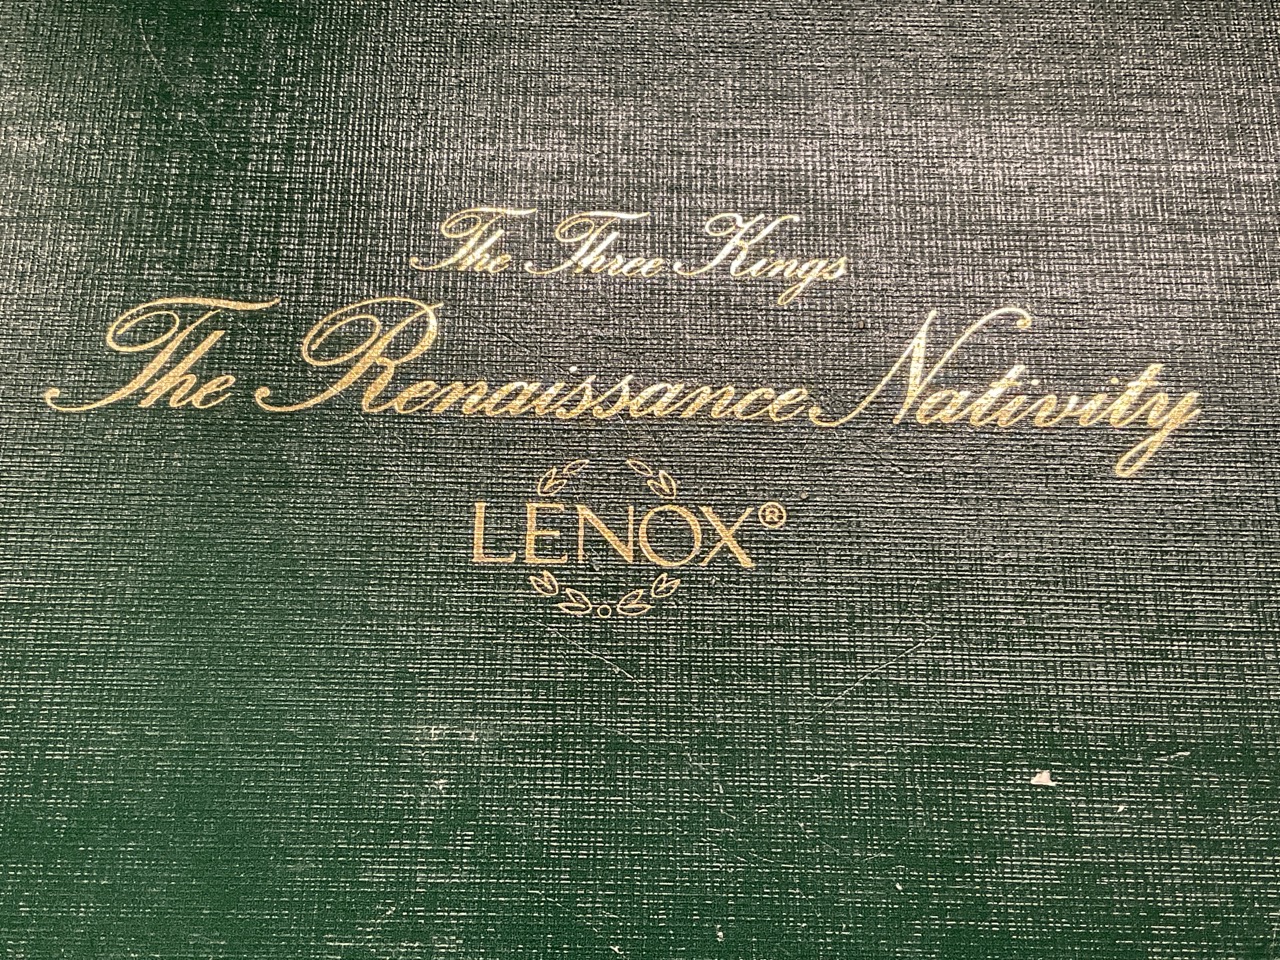 The Three Kings
The Renaissance Nativity
LENOX®